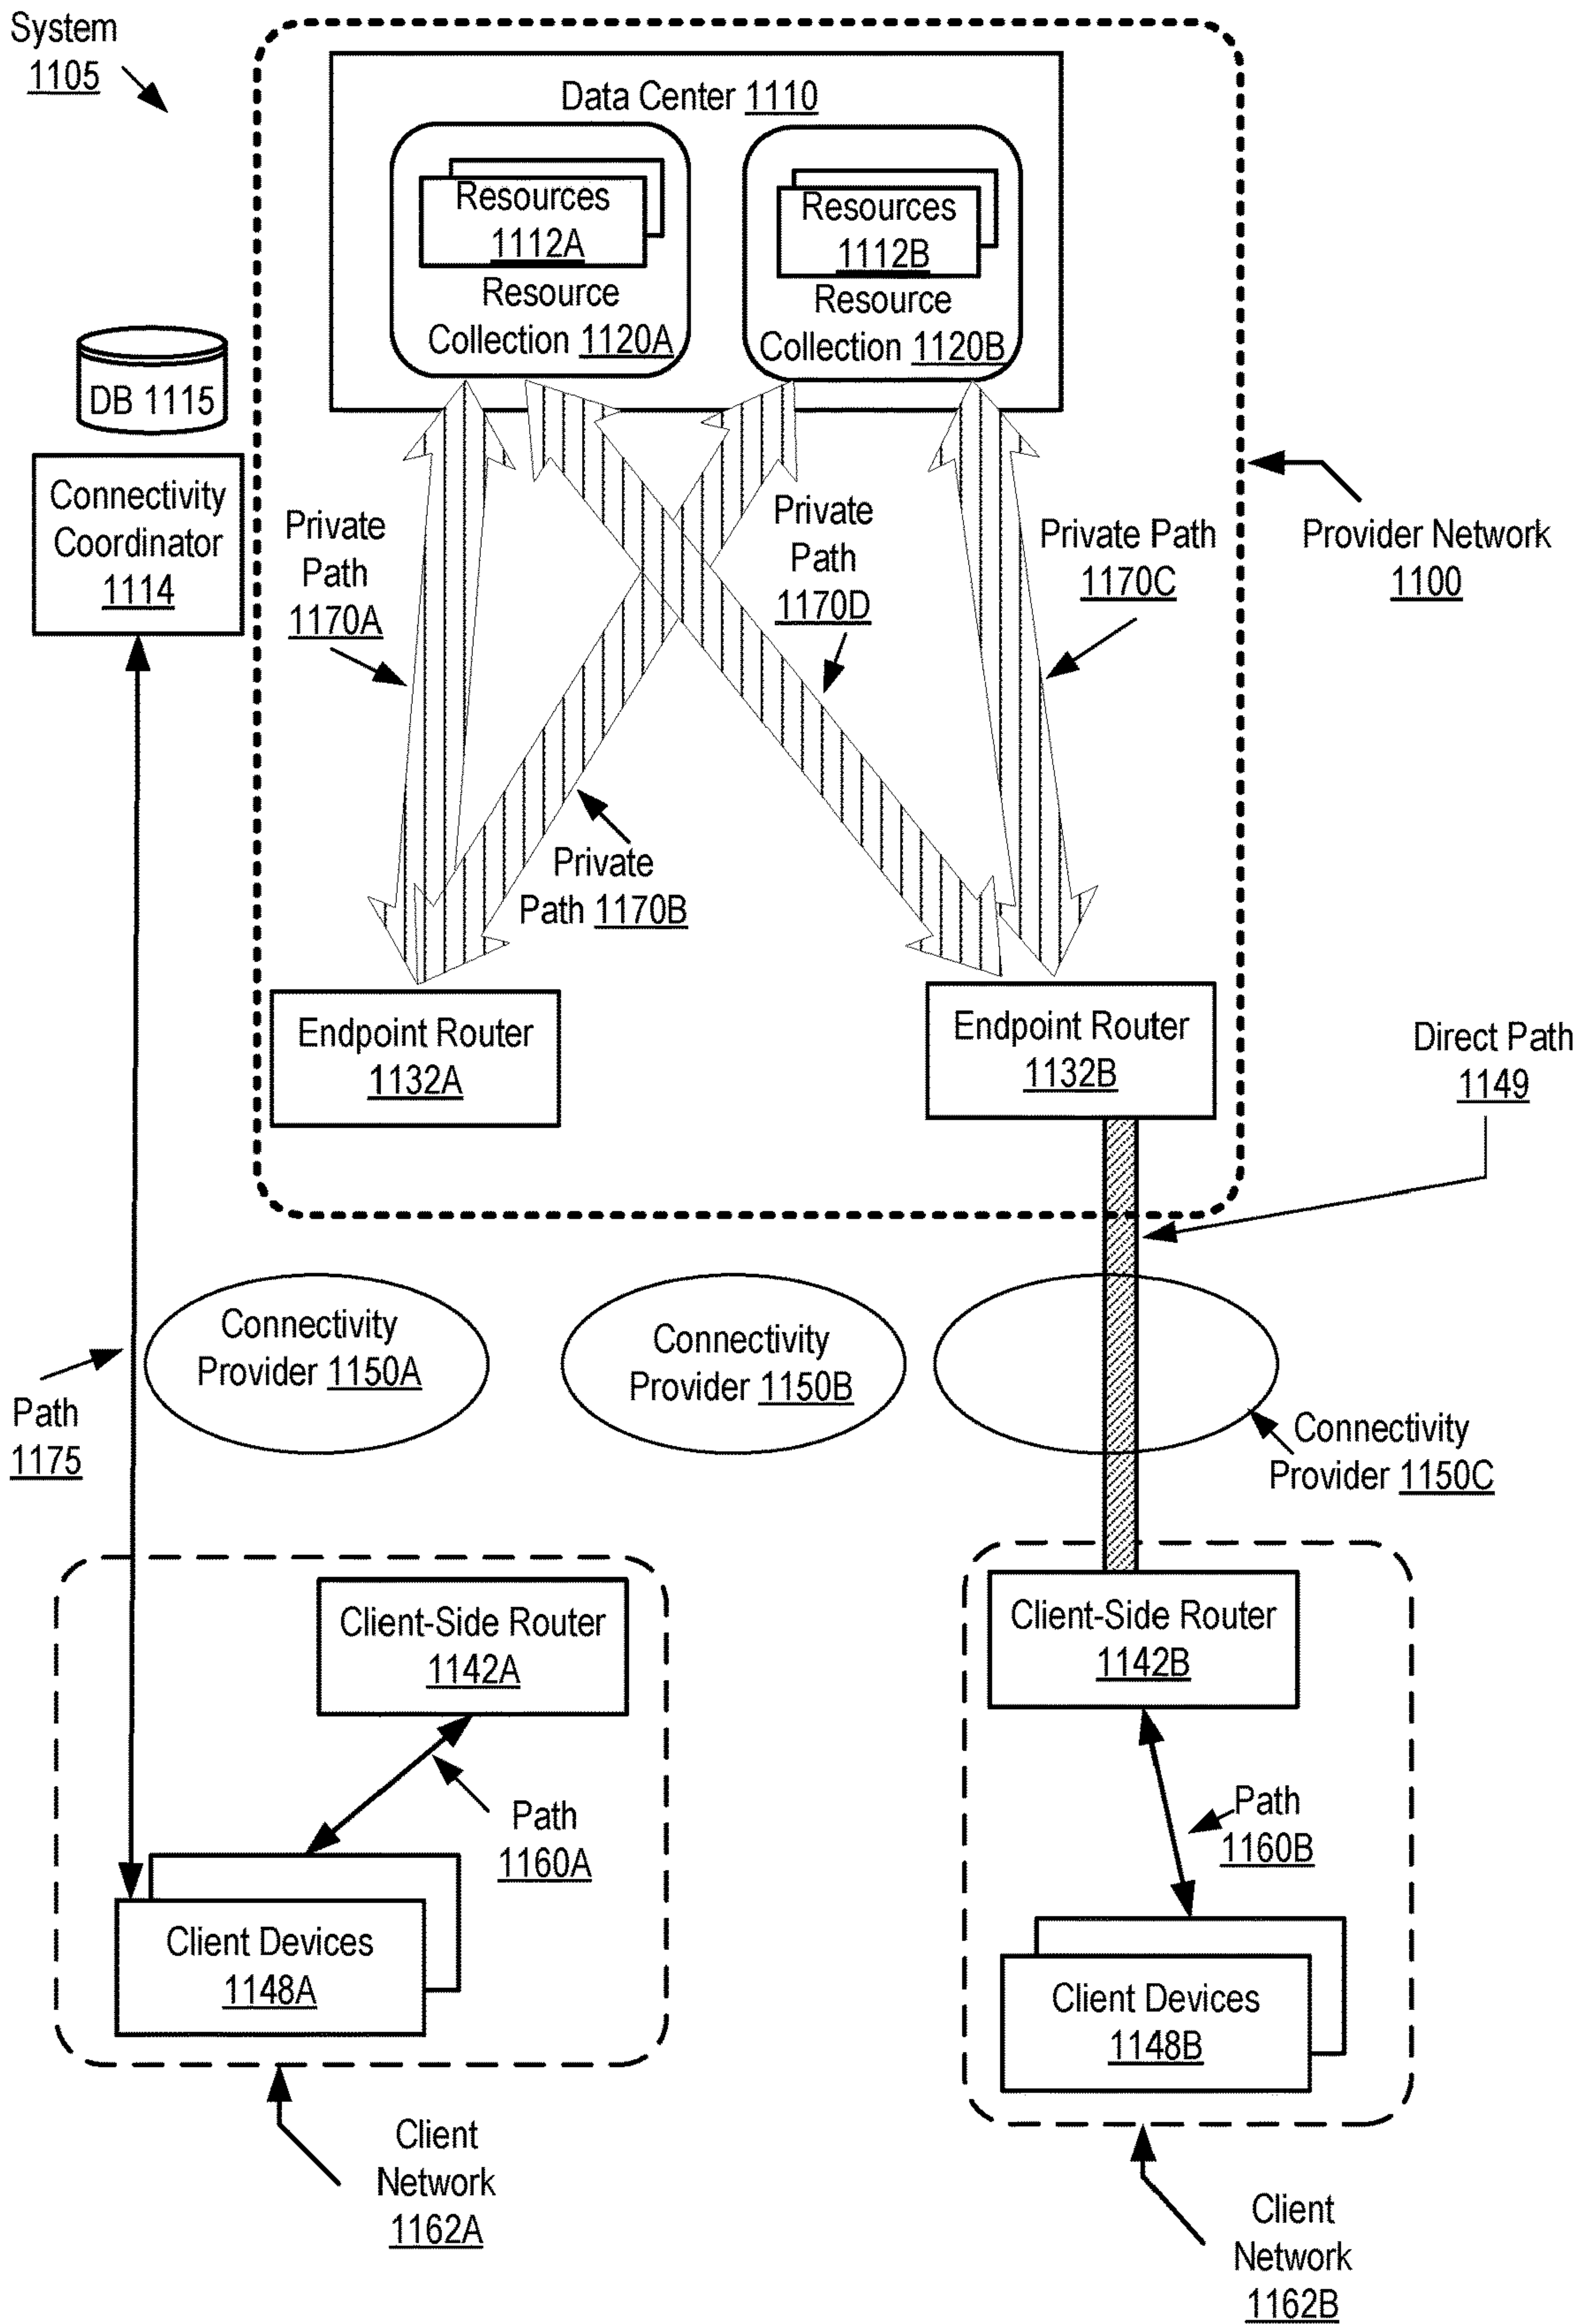 System
1105
Data Center 1110
Resources
1112A
Resource
Collection 1120A
Resources
1112B
Resource
Collection 1120B
DB 1115
Connectivity
Coordinator
1114
Private
Path
1170A
Private
Path
1170D
Private Path
1170C
Provider Network
1100
Private
Path 1170B
Endpoint Router
1132A
Endpoint Router
1132B
Direct Path
1149
Connectivity
Provider 1150A
Connectivity
Provider 1150B
Connectivity
Provider 1150C
Path
1175
Client-Side Router
1142A
Client-Side Router
1142B
Path
1160A
Path
1160B
Client Devices
1148A
Client Devices
1148B
Client
Network
1162A
Client
Network
1162B